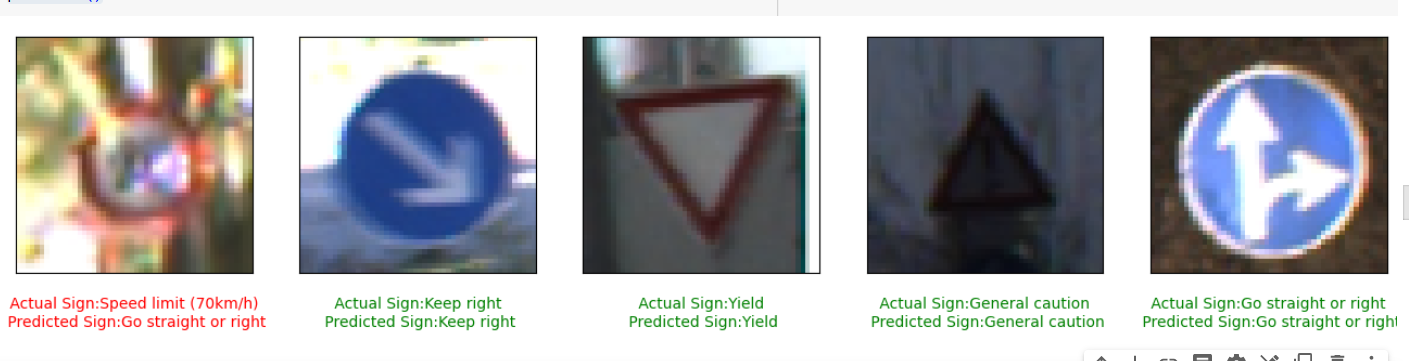 Actual Sign:Speed limit (70km/h)
Predicted Sign:Go straight or right
Actual Sign:Keep right
Predicted Sign:Keep right
Actual Sign:Yield
Predicted Sign:Yield
Actual Sign:General caution
Predicted Sign:General caution
Actual Sign:Go straight or right
Predicted Sign:Go straight or right